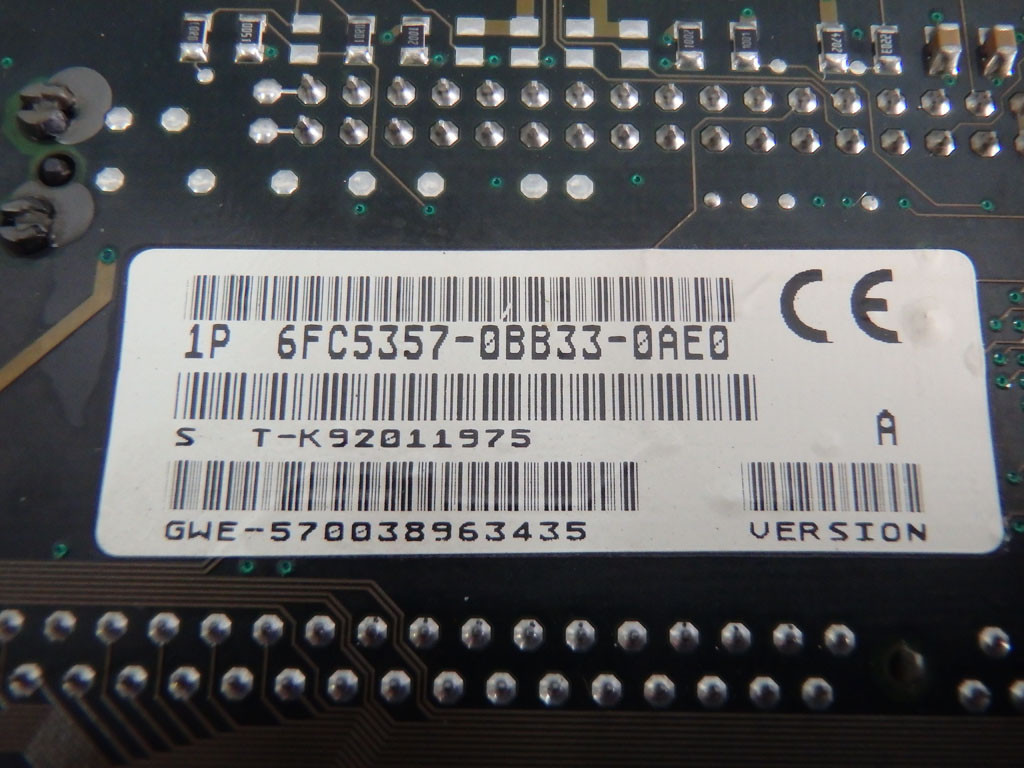 1P 6FC5357-0BB33-0AE0
CE
S T-K92011975
A
GWE-570038963435
VERSION